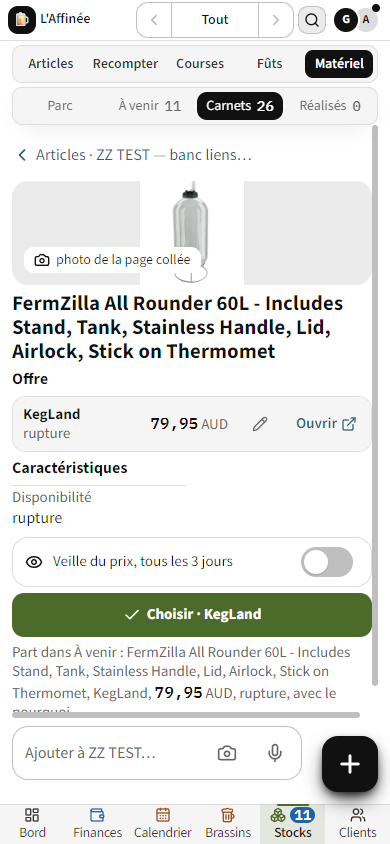 L'Affinée
Tout
G A
Articles Recompter Courses Fûts Matériel
Parc À venir 11 Carnets 26 Réalisés 0
Articles · ZZ TEST — banc liens…
photo de la page collée
FermZilla All Rounder 60L - Includes
Stand, Tank, Stainless Handle, Lid,
Airlock, Stick on Thermomet
Offre
KegLand
rupture
79,95 AUD
Ouvrir
Caractéristiques
Disponibilité
rupture
Veille du prix, tous les 3 jours
Choisir · KegLand
Part dans À venir : FermZilla All Rounder 60L - Includes
Stand, Tank, Stainless Handle, Lid, Airlock, Stick on
Thermomet, KegLand, 79,95 AUD, rupture, avec le
pourquoi
Ajouter à ZZ TEST…
11
Bord Finances Calendrier Brassins Stocks Clients